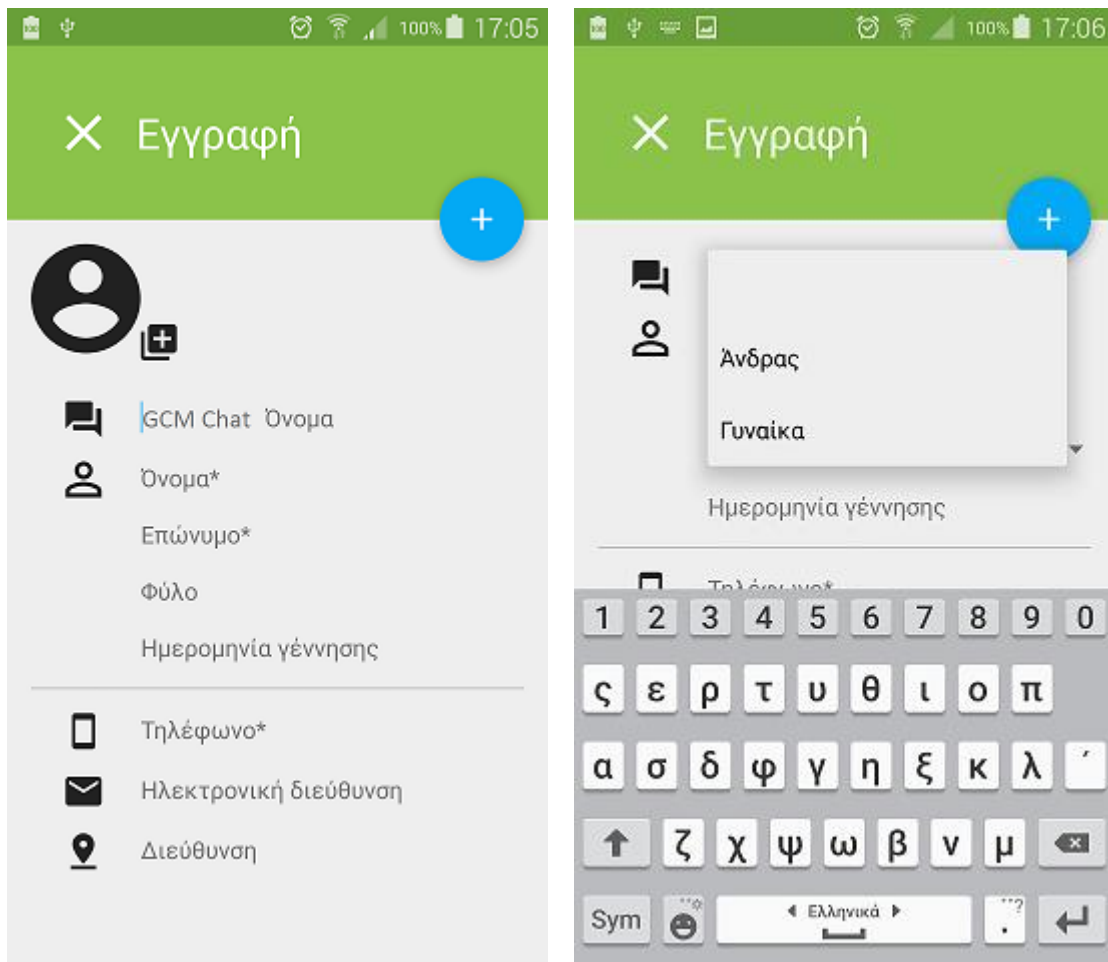 100% 17:05
Εγγραφή
GCM Chat Όνομα
Όνομα*
Επώνυμο*
Φύλο
Ημερομηνία γέννησης
Τηλέφωνο*
Ηλεκτρονική διεύθυνση
Διεύθυνση
100% 17:06
Εγγραφή
Άνδρας
Γυναίκα
Ημερομηνία γέννησης
Τηλέφωνο*
1 2 3 4 5 6 7 8 9 0
ς ε ρ τ υ θ ι ο π
α σ δ φ γ η ξ κ λ ΄
ζ χ ψ ω β ν μ
Sym Ελληνικά . ?